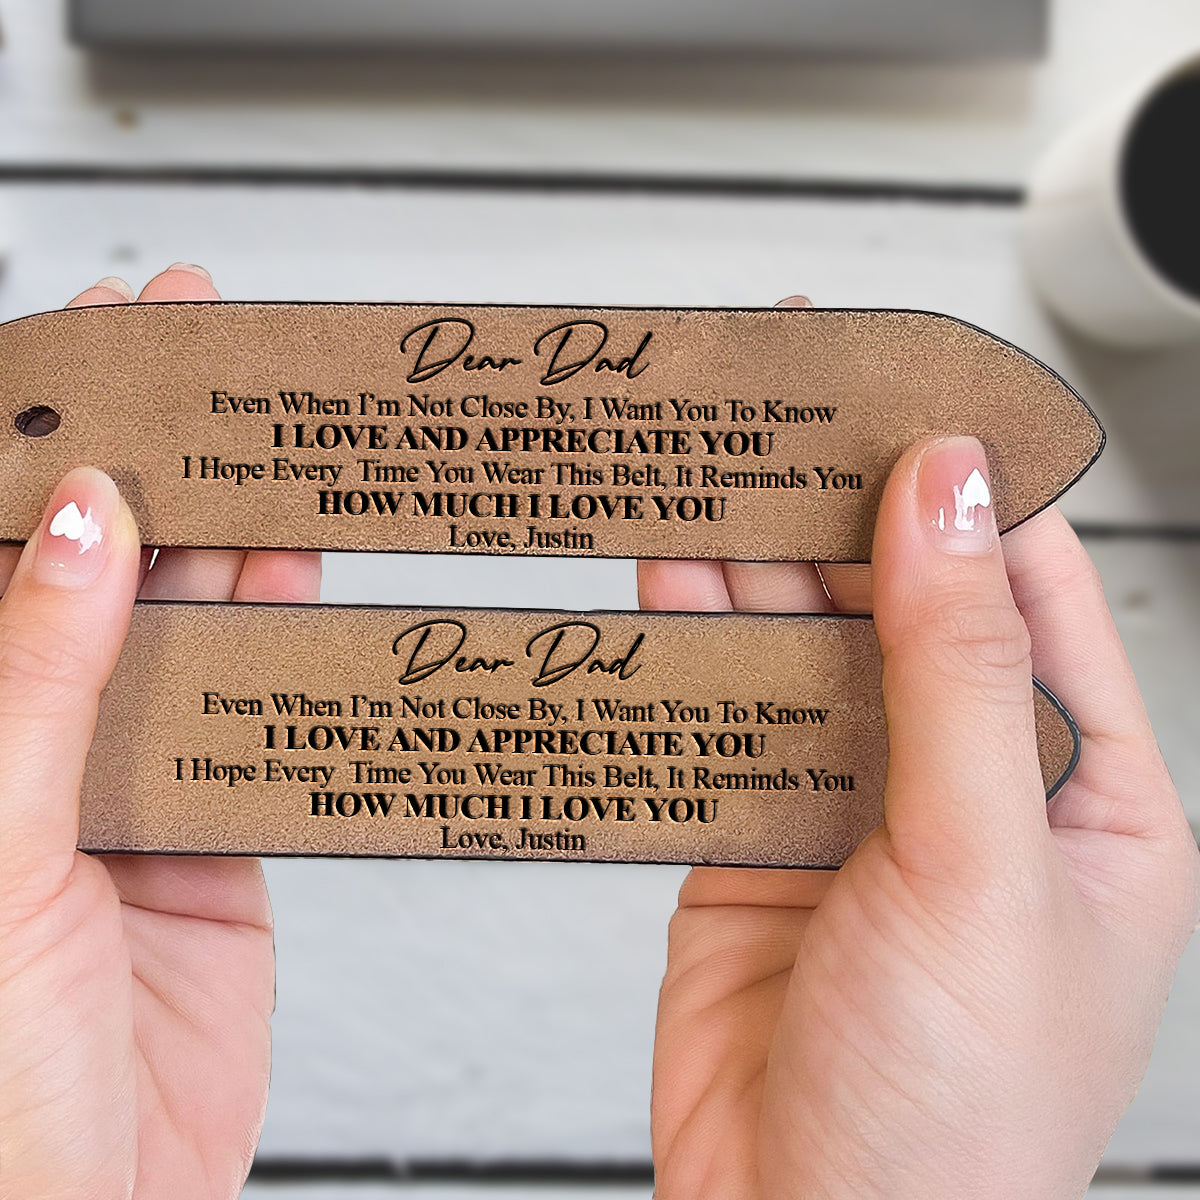 Dear Dad
Even When I'm Not Close By, I Want You To Know
I LOVE AND APPRECIATE YOU
I Hope Every  Time You Wear This Belt, It Reminds You
HOW MUCH I LOVE YOU
Love, Justin
Dear Dad
Even When I'm Not Close By, I Want You To Know
I LOVE AND APPRECIATE YOU
I Hope Every  Time You Wear This Belt, It Reminds You
HOW MUCH I LOVE YOU
Love, Justin